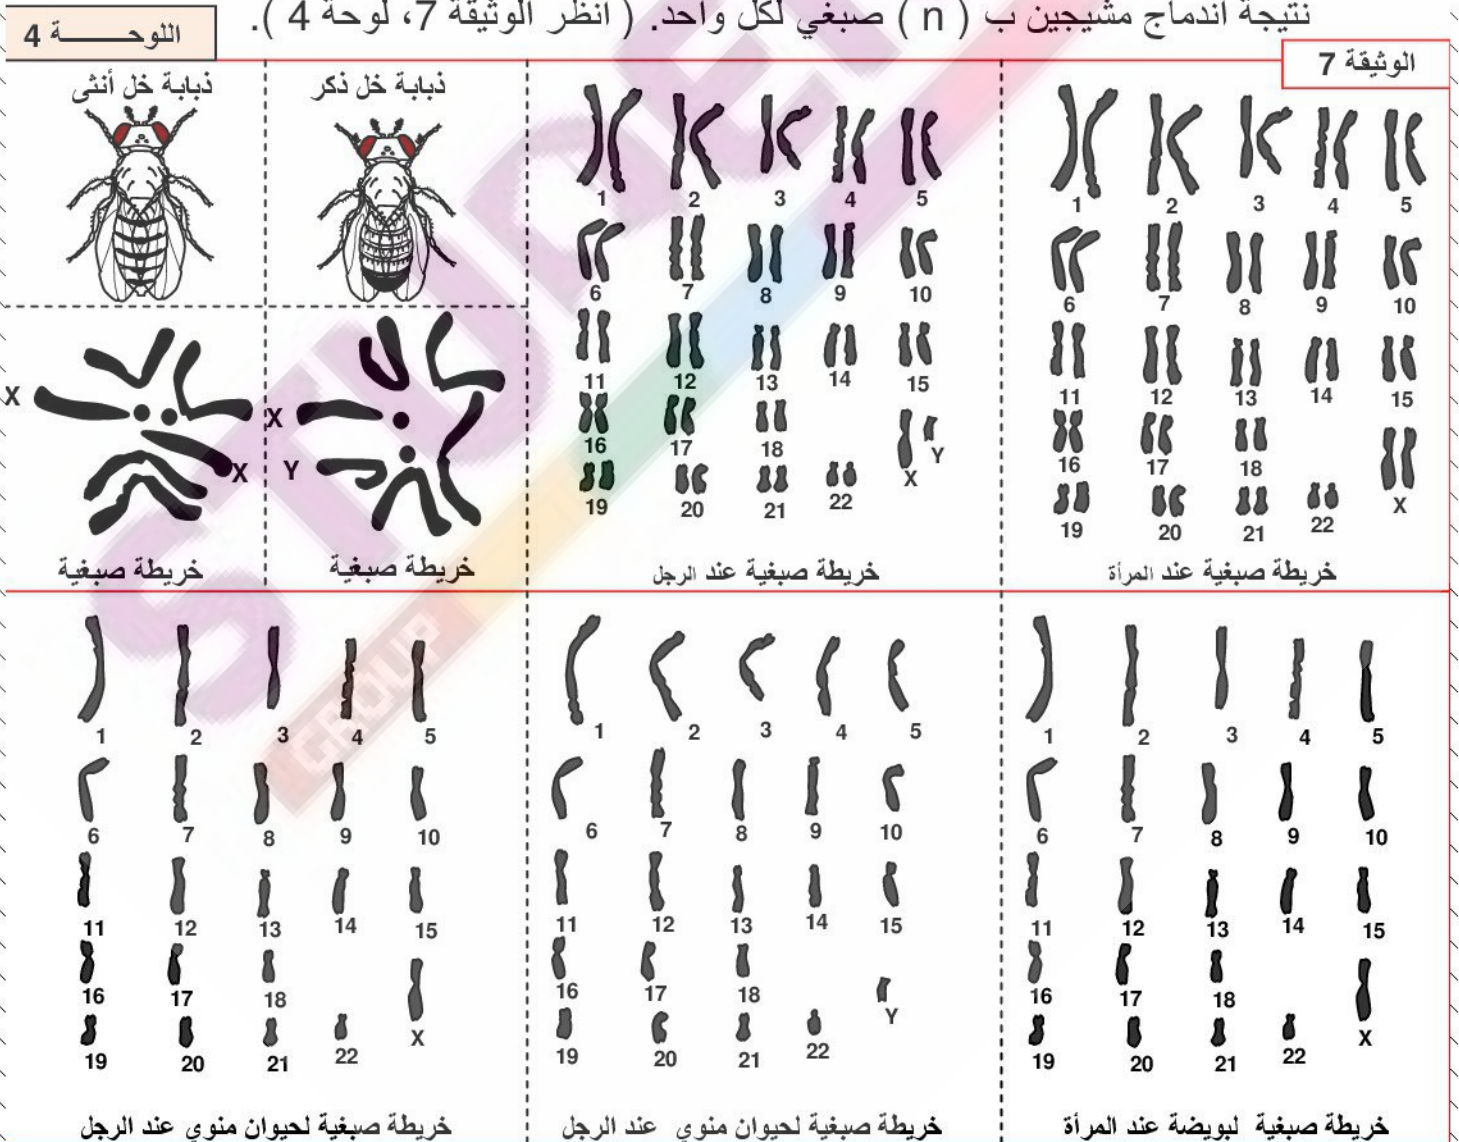 نتيجة اندماج مشيجين ب ( n ) صبغي لكل واحد. ( انظر الوثيقة 7، لوحة 4 ).
اللوحــــــة 4
الوثيقة 7
1 2 3 4 5
6 7 8 9 10
11 12 13 14 15
16 17 18
19 20 21 22 X
خريطة صبغية عند المرأة
1 2 3 4 5
6 7 8 9 10
11 12 13 14 15
16 17 18 X Y
19 20 21 22
خريطة صبغية عند الرجل
ذبابة خل ذكر
X
Y
خريطة صبغية
ذبابة خل أنثى
X
X
خريطة صبغية
1 2 3 4 5
6 7 8 9 10
11 12 13 14 15
16 17 18 X
19 20 21 22
خريطة صبغية لبويضة عند المرأة
1 2 3 4 5
6 7 8 9 10
11 12 13 14 15
16 17 18 Y
19 20 21 22
خريطة صبغية لحيوان منوي عند الرجل
1 2 3 4 5
6 7 8 9 10
11 12 13 14 15
16 17 18 X
19 20 21 22
خريطة صبغية لحيوان منوي عند الرجل
GROUP